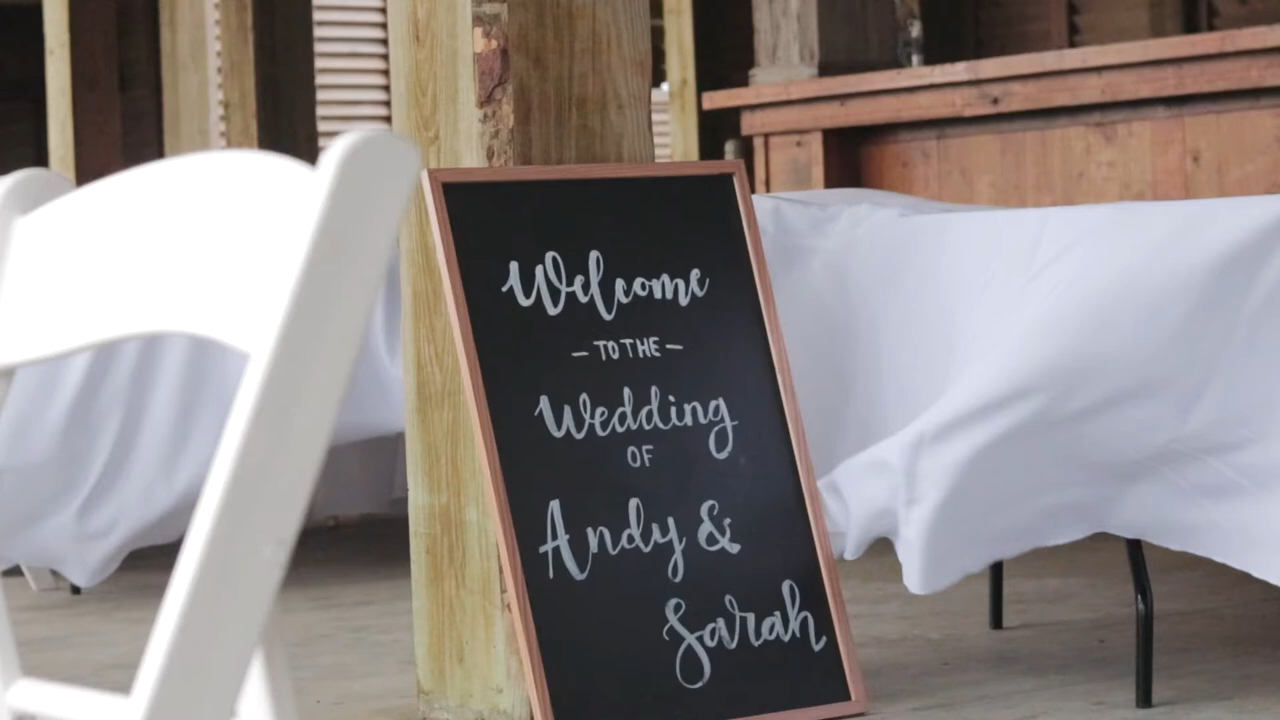 Welcome
– TO THE –
Wedding
OF
Andy &
Sarah